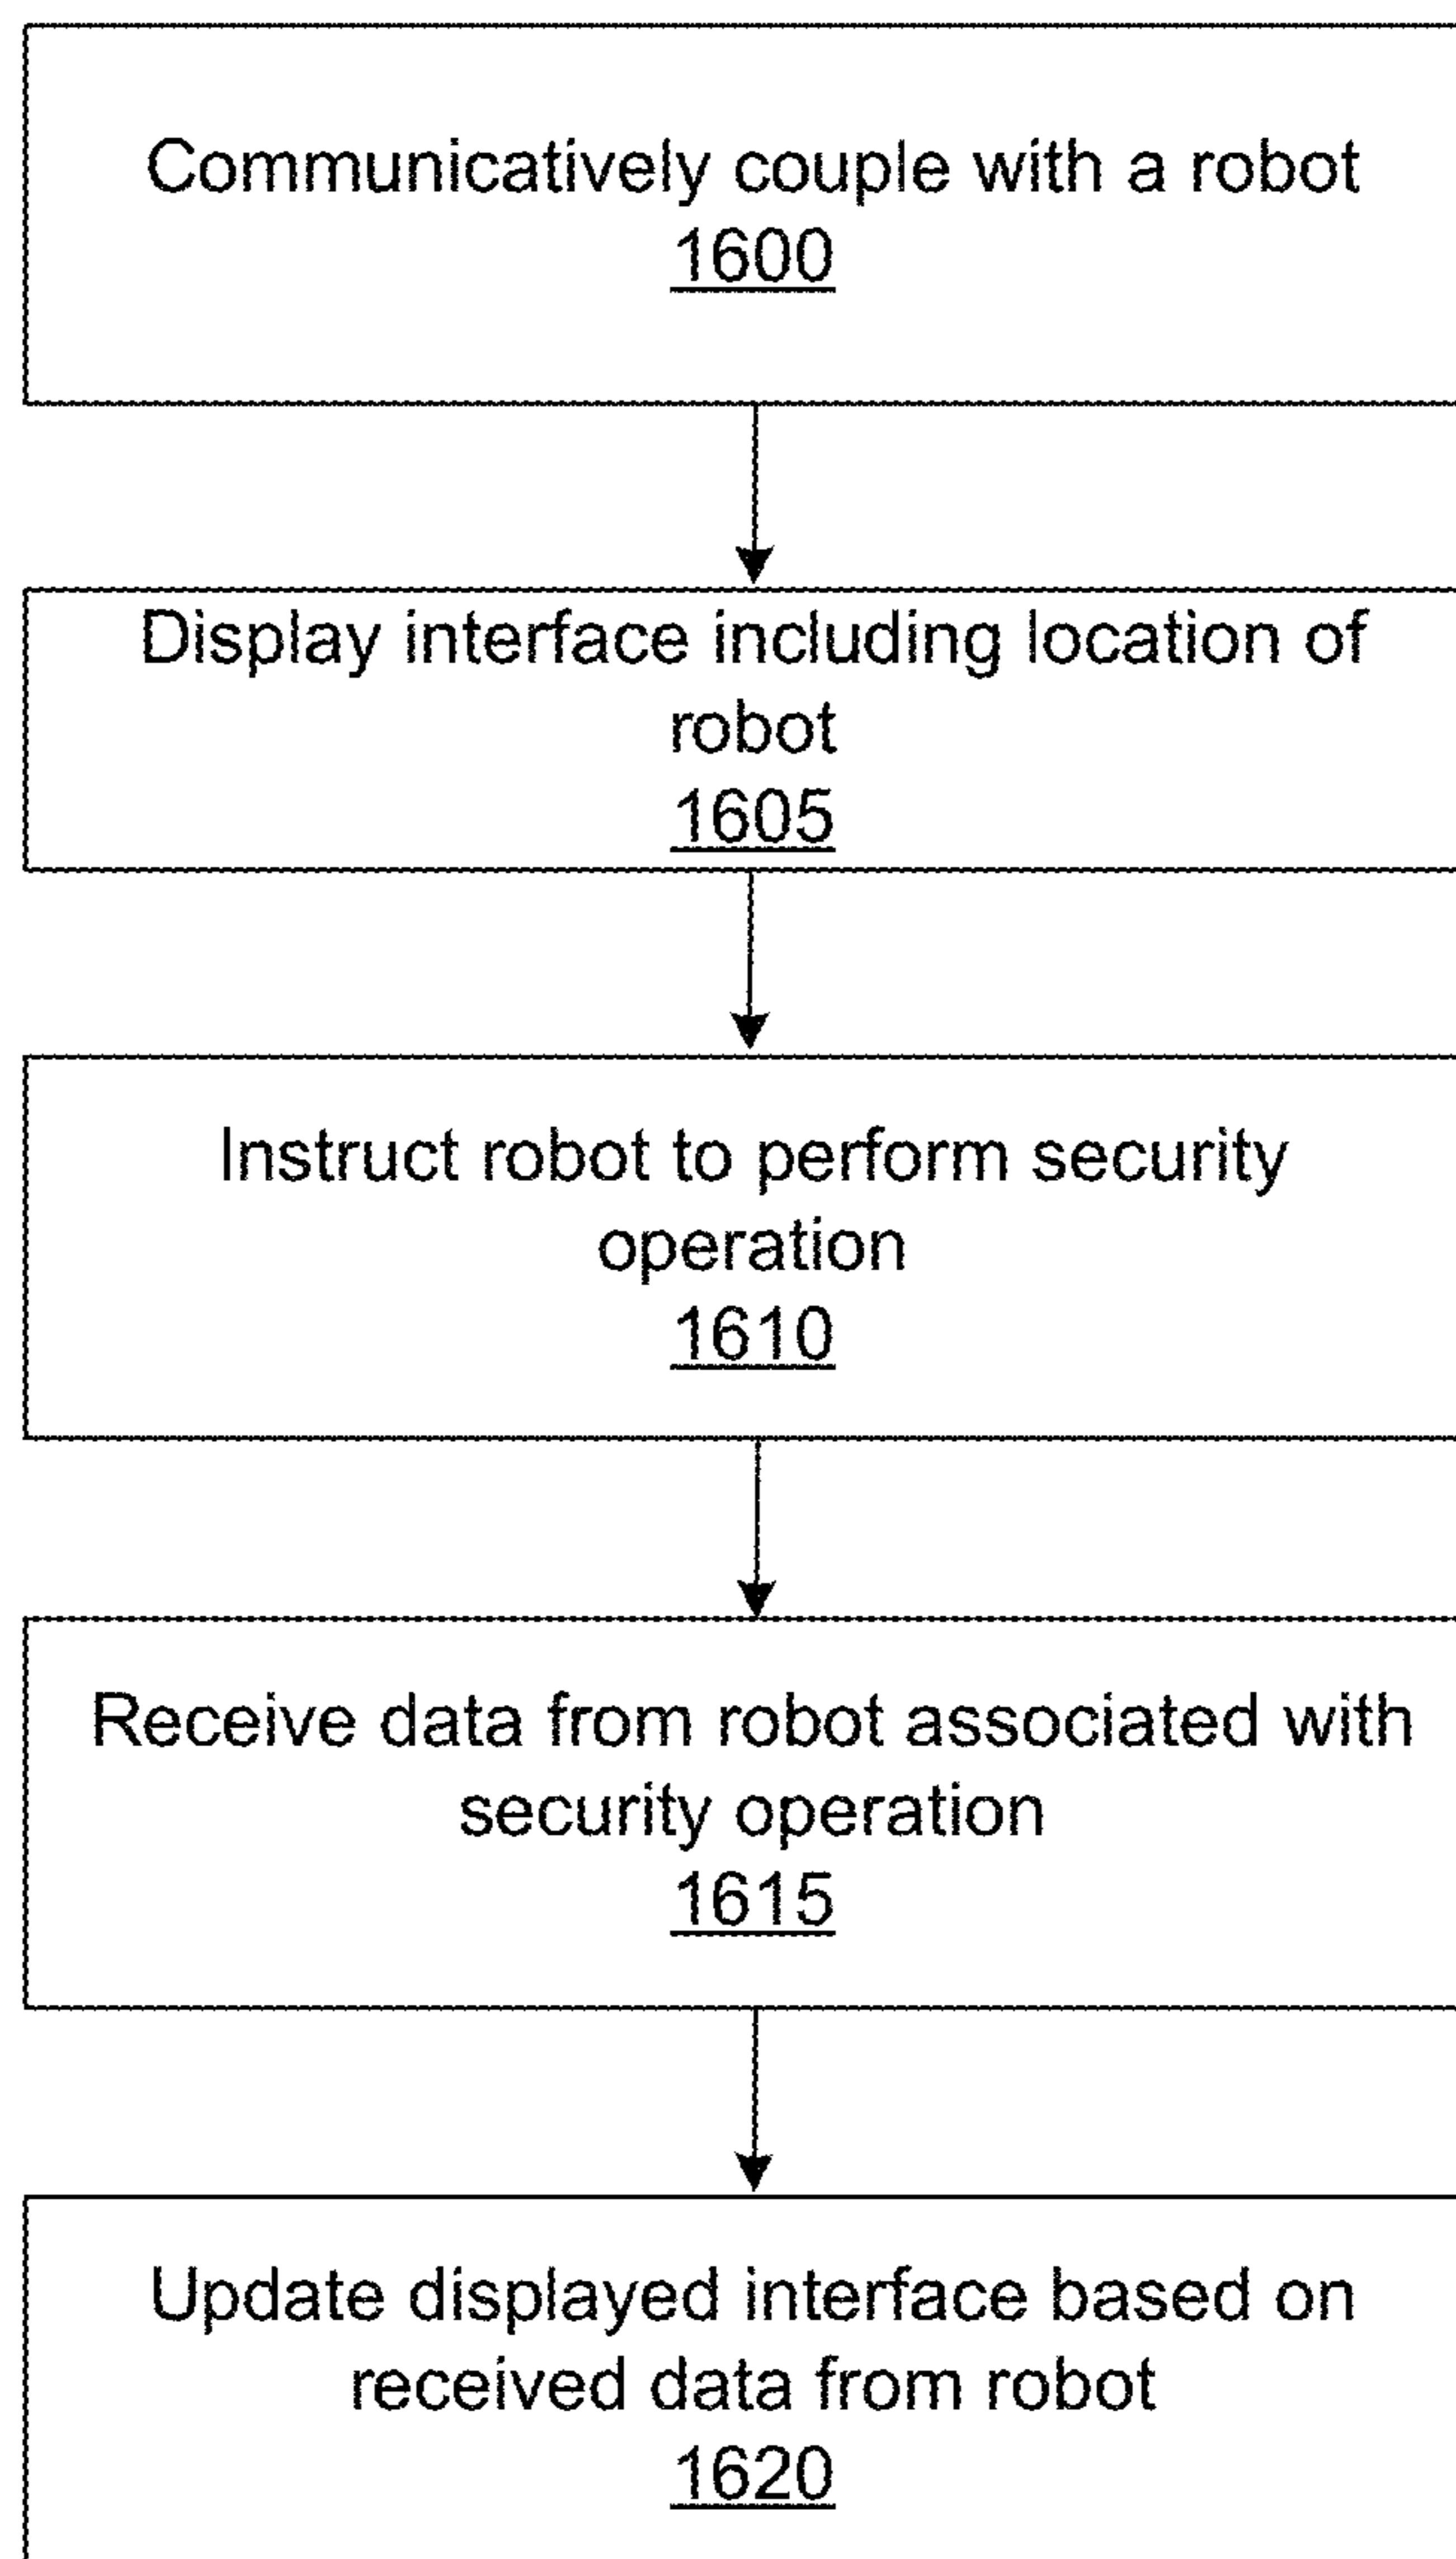 Communicatively couple with a robot
1600
Display interface including location of
robot
1605
Instruct robot to perform security
operation
1610
Receive data from robot associated with
security operation
1615
Update displayed interface based on
received data from robot
1620